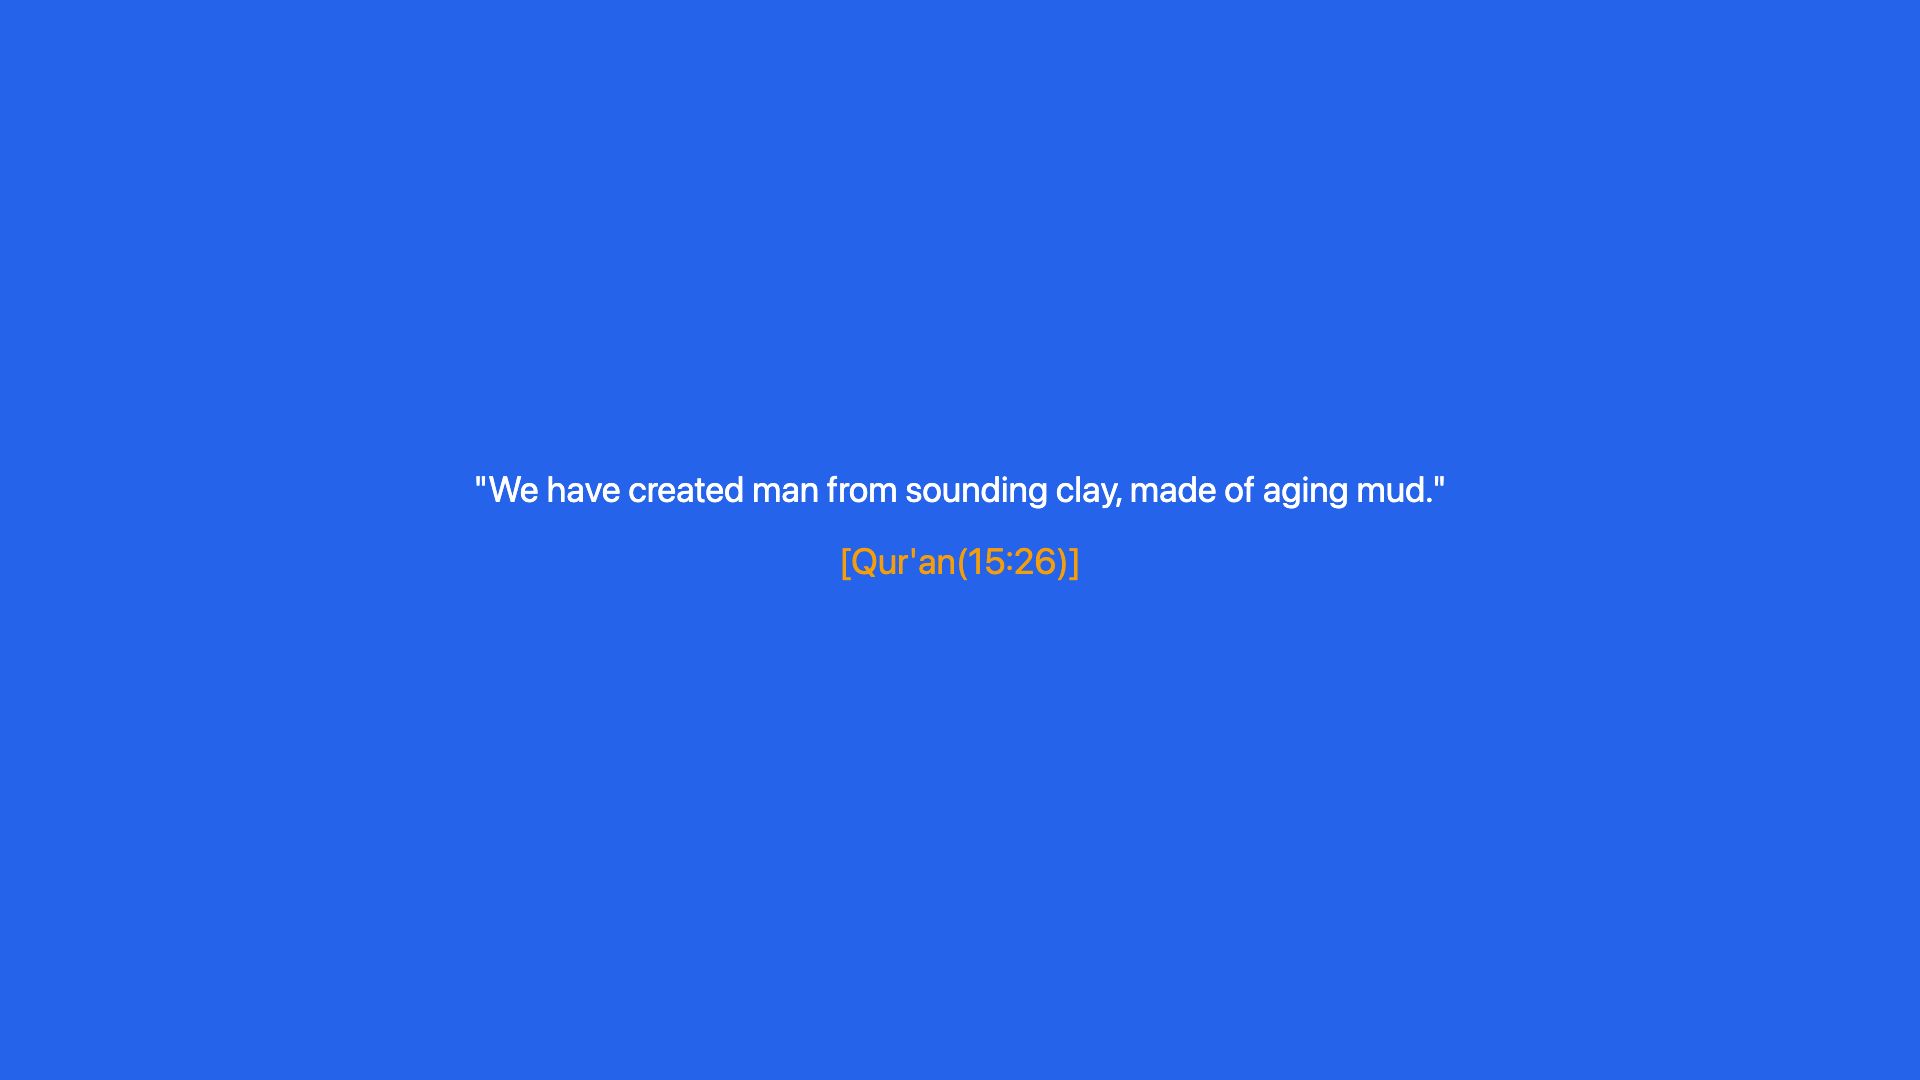 "We have created man from sounding clay, made of aging mud."
[Qur'an(15:26)]